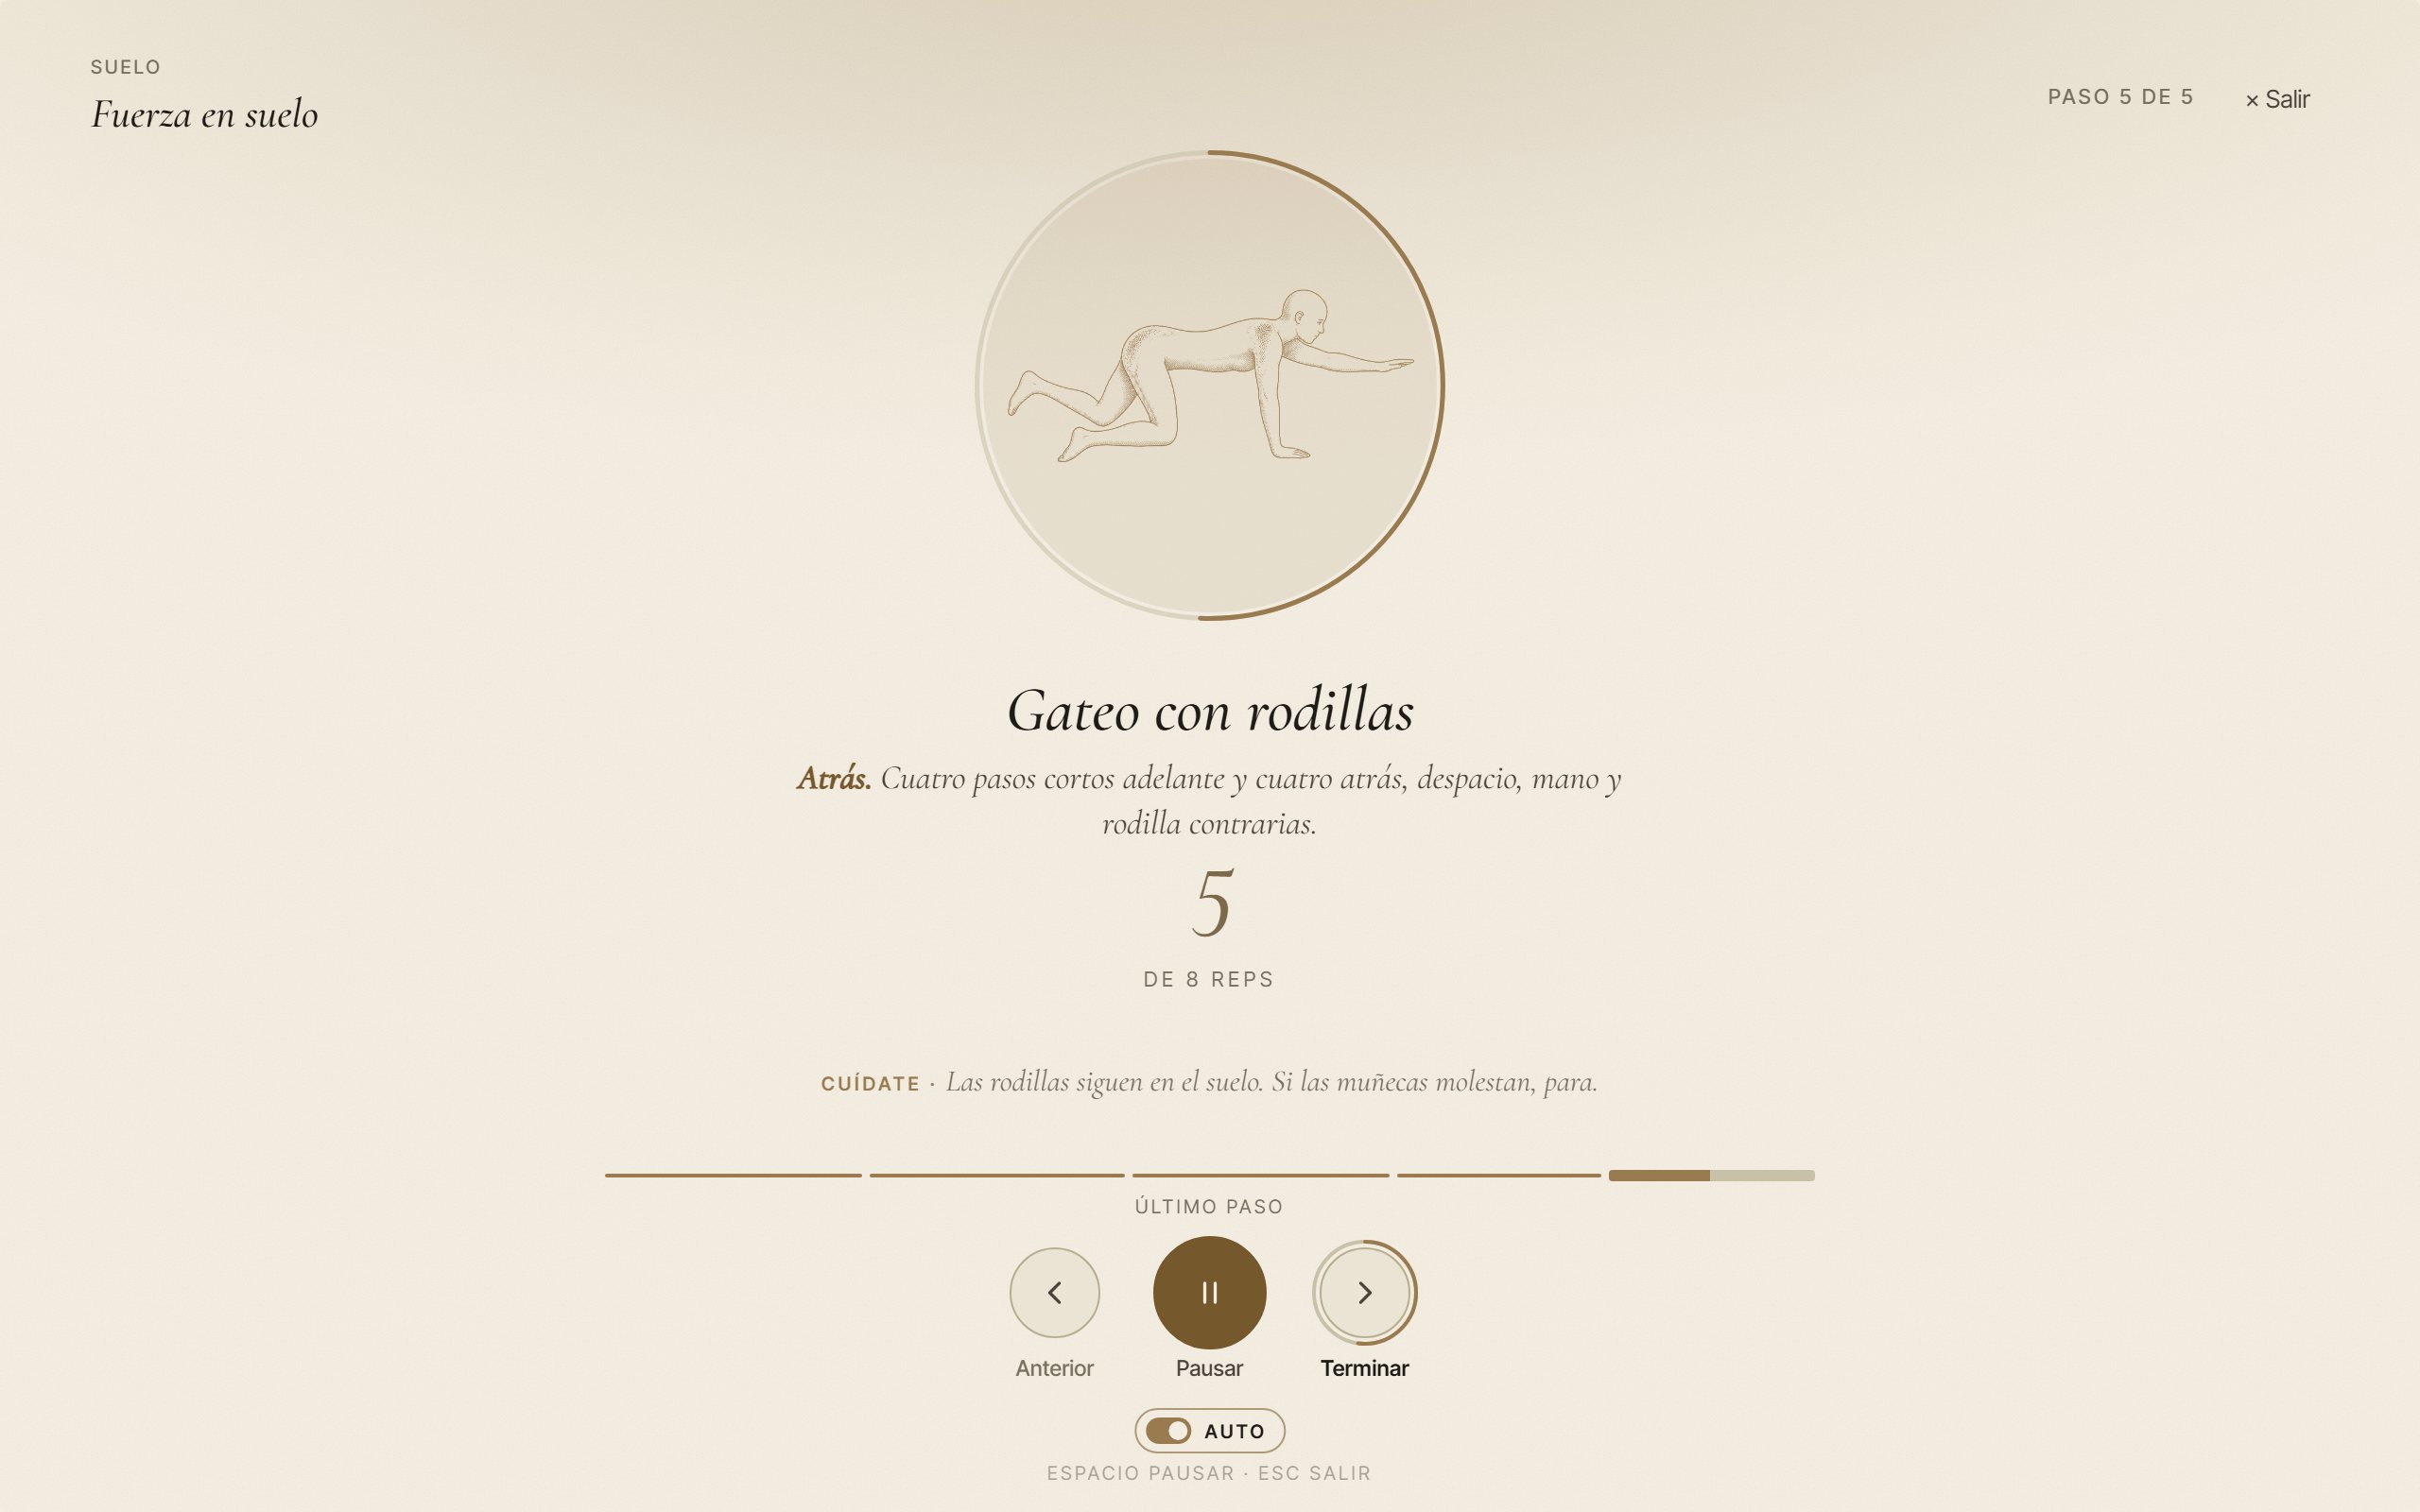 SUELO
Fuerza en suelo
PASO 5 DE 5
× Salir
Gateo con rodillas
Atrás. Cuatro pasos cortos adelante y cuatro atrás, despacio, mano y
rodilla contrarias.
5
DE 8 REPS
CUÍDATE · Las rodillas siguen en el suelo. Si las muñecas molestan, para.
ÚLTIMO PASO
Anterior
Pausar
Terminar
AUTO
ESPACIO PAUSAR · ESC SALIR